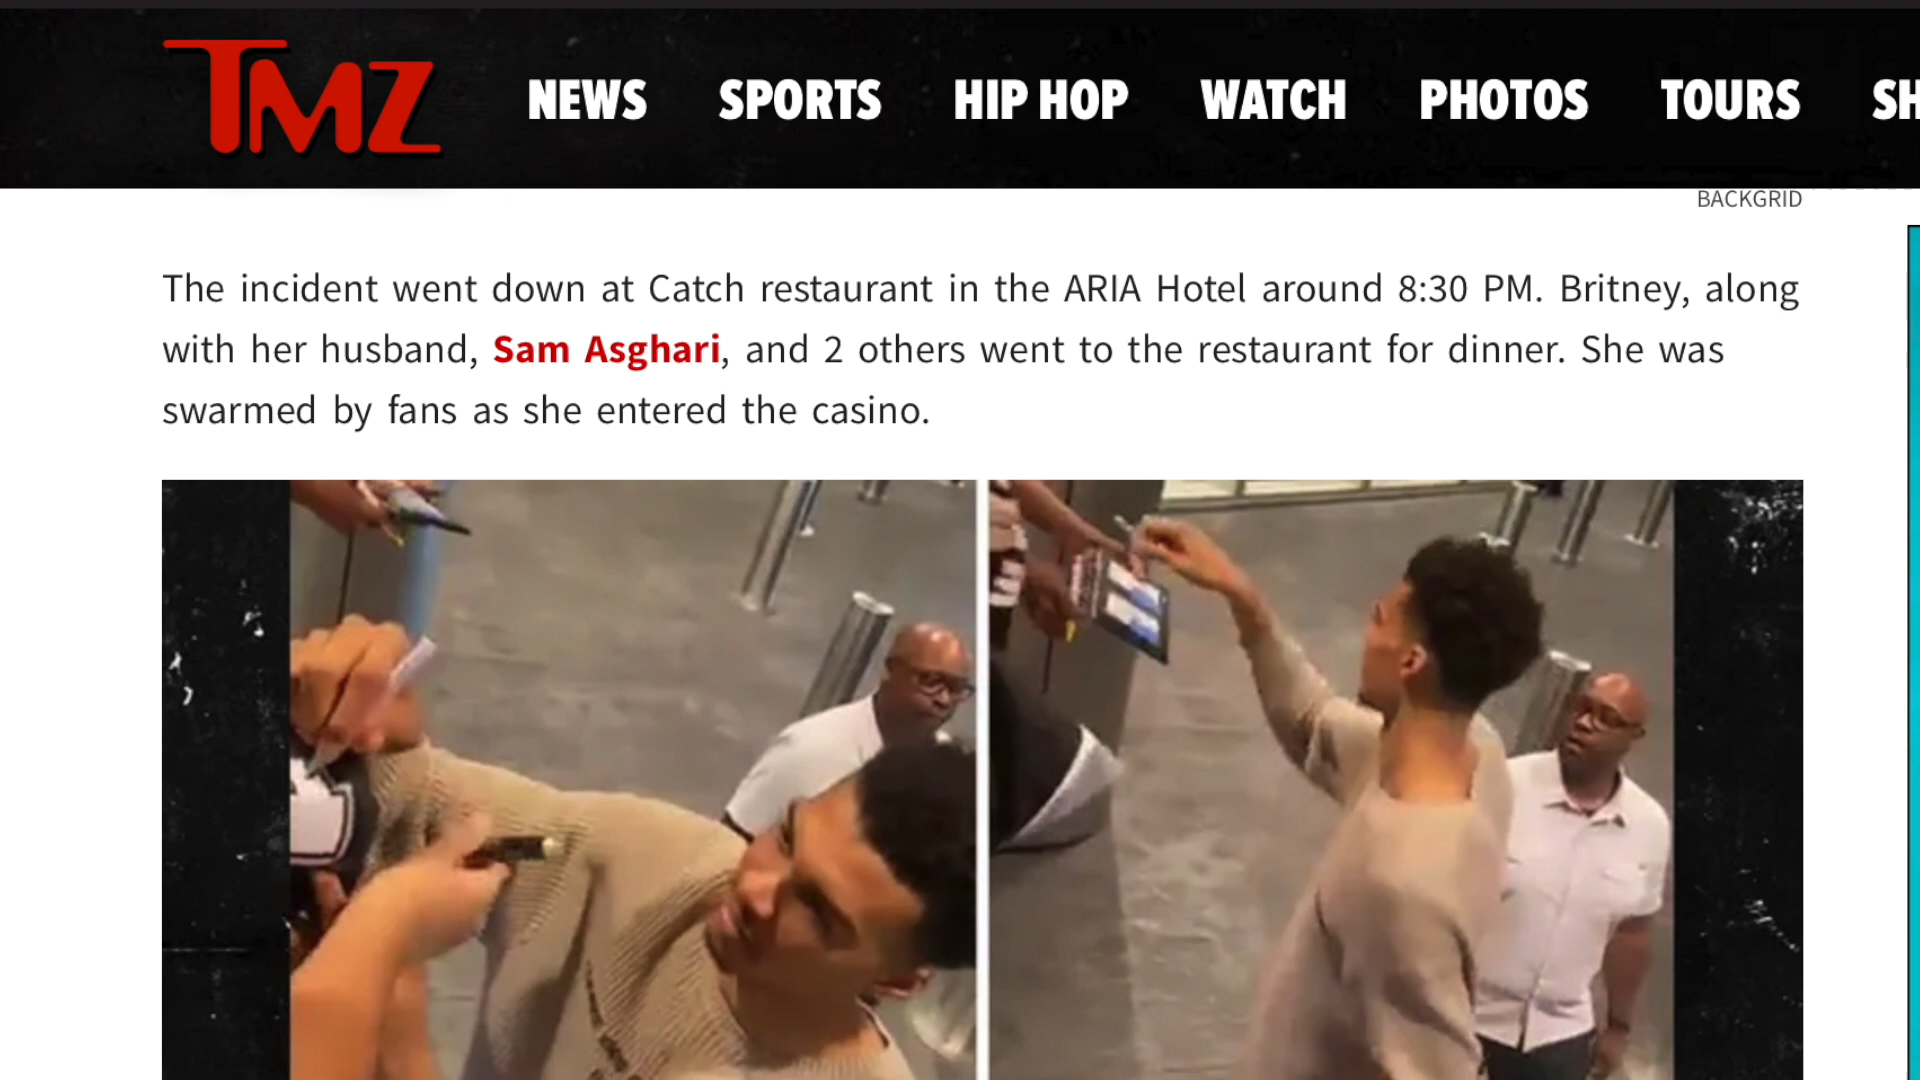 TMZ
NEWS SPORTS HIP HOP WATCH PHOTOS TOURS SH
BACKGRID
The incident went down at Catch restaurant in the ARIA Hotel around 8:30 PM. Britney, along
with her husband, Sam Asghari, and 2 others went to the restaurant for dinner. She was
swarmed by fans as she entered the casino.